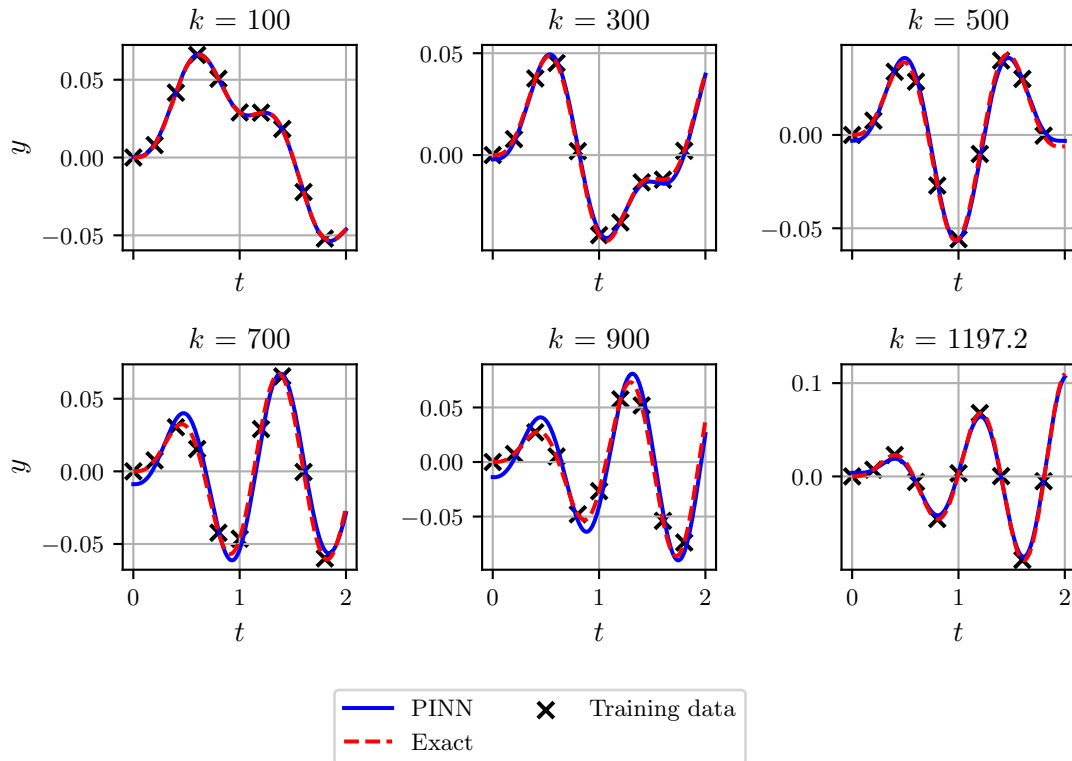 k = 100
k = 300
k = 500
0.05
0.00
−0.05
y
t
0.05
0.00
t
0.00
−0.05
t
k = 700
k = 900
k = 1197.2
0.05
0.00
−0.05
y
0
1
2
t
0.05
0.00
−0.05
0
1
2
t
0.1
0.0
0
1
2
t
PINN
Exact
Training data